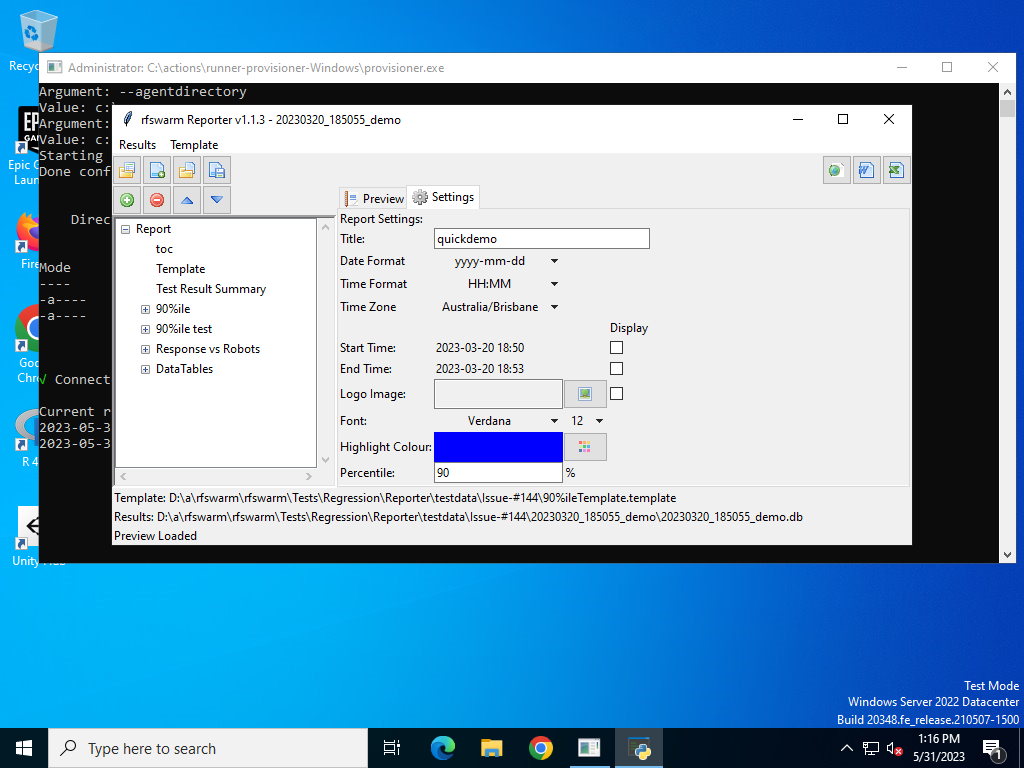 Recyc
Administrator: C:\actions\runner-provisioner-Windows\provisioner.exe
Argument: --agentdirectory
Value: c:
Argument:
Value: c:
Starting
Done conf
Direc
Mode
----
-a----
-a----
√ Connect
Current r
2023-05-3
2023-05-3
EP
GA
Epic G
Laun
Fire
Goo
Chro
R 4
Unity Hub
rfswarm Reporter v1.1.3 - 20230320_185055_demo
Results Template
Preview Settings
Report
toc
Template
Test Result Summary
90%ile
90%ile test
Response vs Robots
DataTables
Report Settings:
Title: quickdemo
Date Format yyyy-mm-dd
Time Format HH:MM
Time Zone Australia/Brisbane
Display
Start Time: 2023-03-20 18:50
End Time: 2023-03-20 18:53
Logo Image:
Font: Verdana 12
Highlight Colour:
Percentile: 90 %
Template: D:\a\rfswarm\rfswarm\Tests\Regression\Reporter\testdata\Issue-#144\90%ileTemplate.template
Results: D:\a\rfswarm\rfswarm\Tests\Regression\Reporter\testdata\Issue-#144\20230320_185055_demo\20230320_185055_demo.db
Preview Loaded
Test Mode
Windows Server 2022 Datacenter
Build 20348.fe_release.210507-1500
Type here to search
1:16 PM
5/31/2023
1